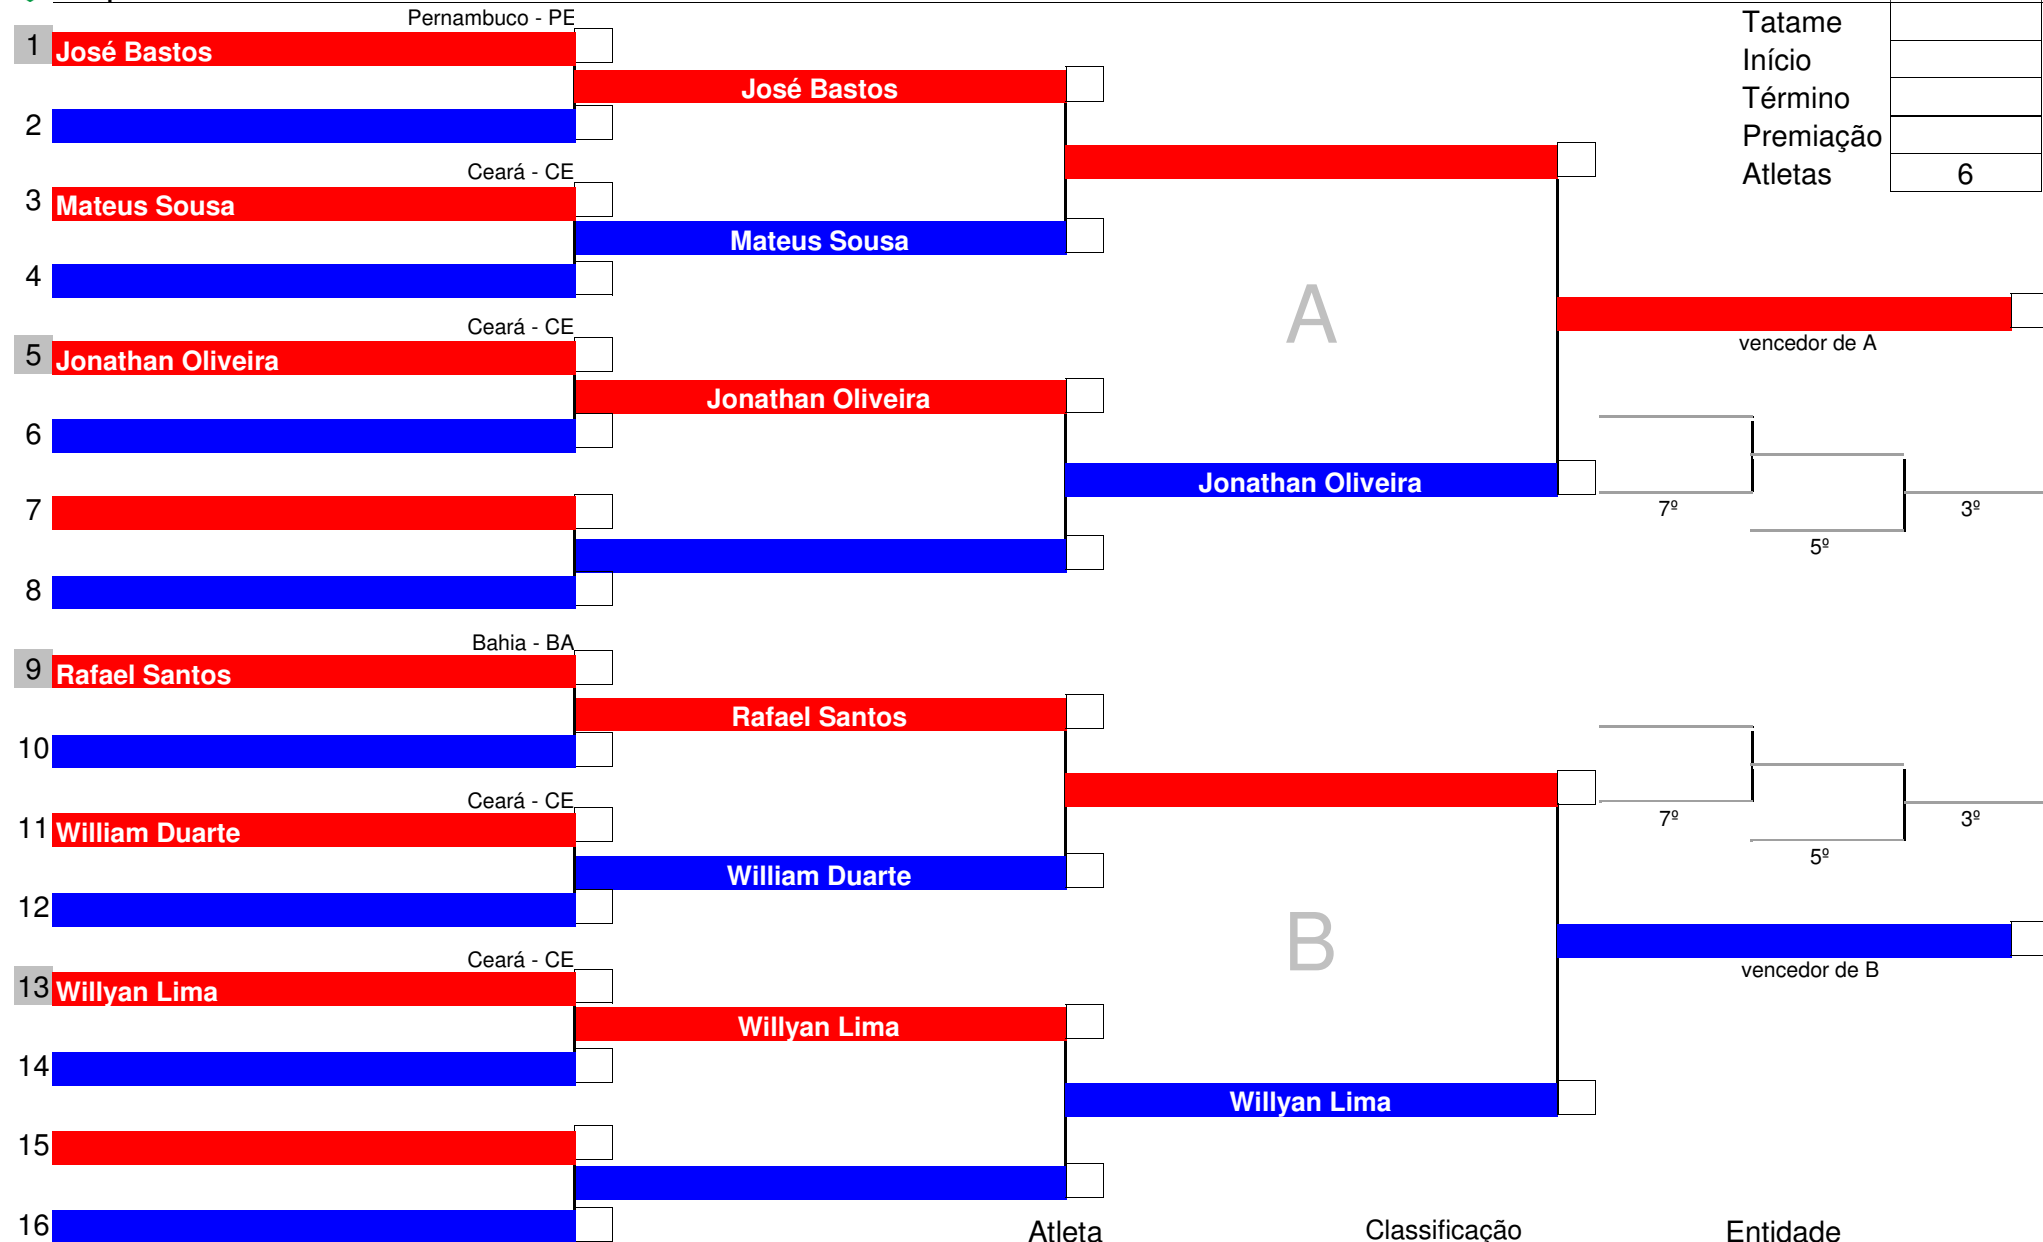 Pernambuco - PE
Tatame
1 José Bastos
Início
José Bastos
Término
2
Premiação
Ceará - CE
Atletas 6
3 Mateus Sousa
Mateus Sousa
4
A
Ceará - CE
vencedor de A
5 Jonathan Oliveira
Jonathan Oliveira
6
Jonathan Oliveira
7
7º
3º
5º
8
Bahia - BA
9 Rafael Santos
Rafael Santos
10
Ceará - CE
7º
3º
11 William Duarte
5º
William Duarte
12
B
Ceará - CE
vencedor de B
13 Willyan Lima
Willyan Lima
14
Willyan Lima
15
16
Atleta Classificação Entidade